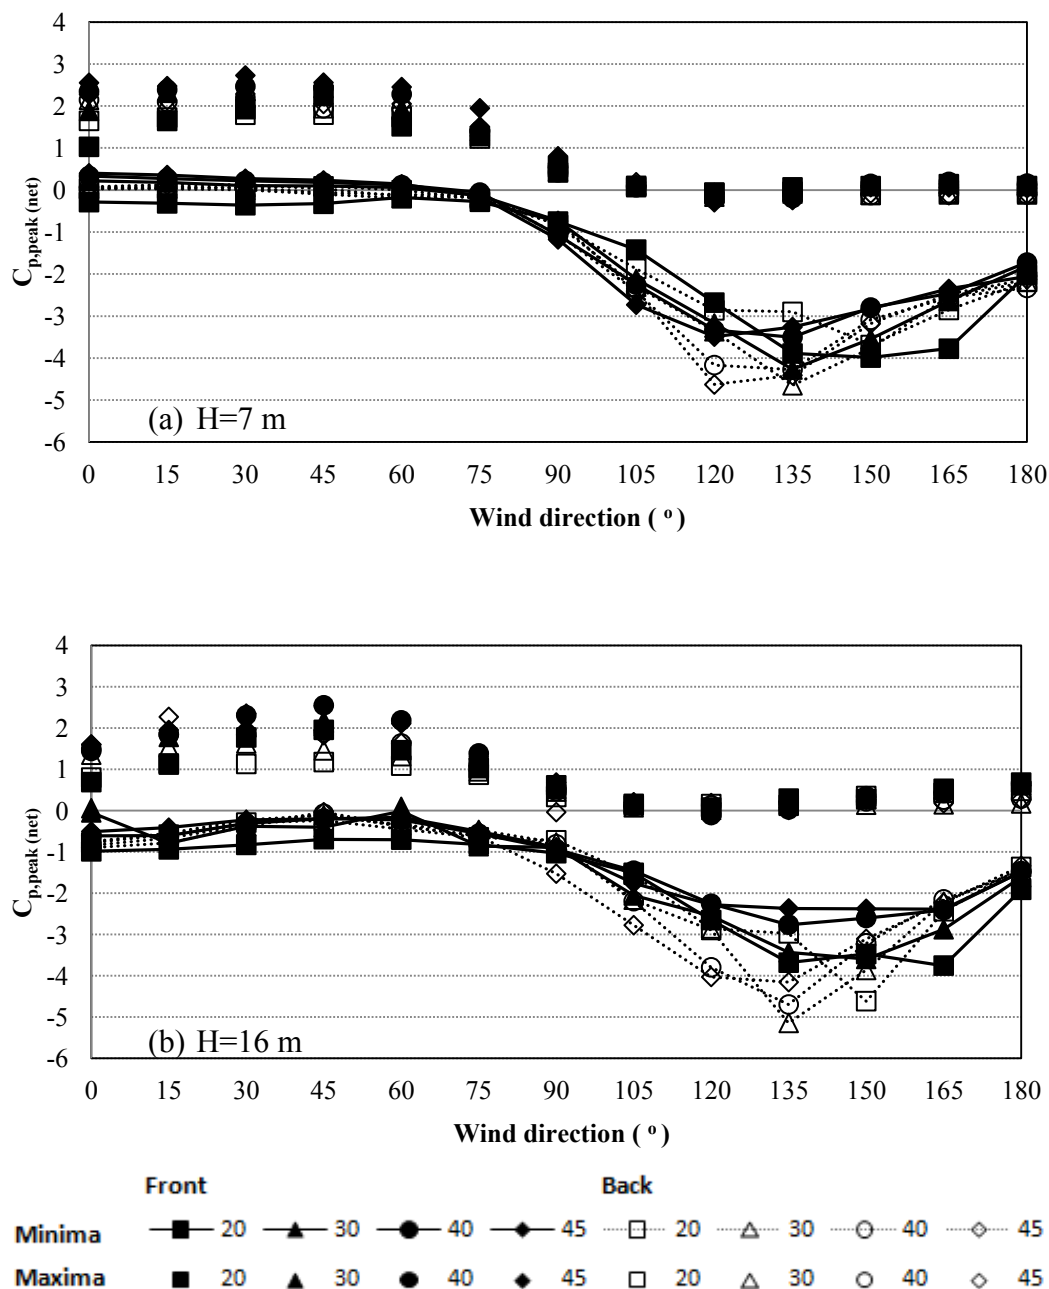 4
3
2
1
0
-1
-2
-3
-4
-5
-6
Cp,peak (net)
(a) H=7 m
0 15 30 45 60 75 90 105 120 135 150 165 180
Wind direction ( o )
4
3
2
1
0
-1
-2
-3
-4
-5
-6
Cp,peak (net)
(b) H=16 m
0 15 30 45 60 75 90 105 120 135 150 165 180
Wind direction ( o )
Front Back
Minima 20 30 40 45 20 30 40 45
Maxima 20 30 40 45 20 30 40 45